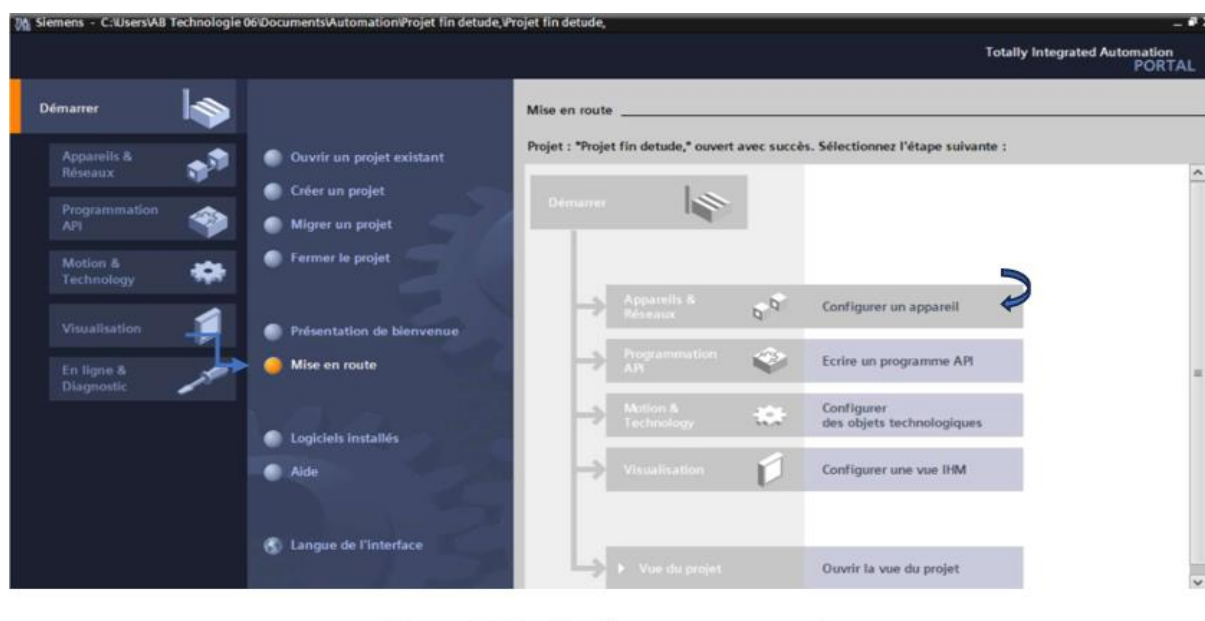 Siemens - C:\Users\AB Technologie 06\Documents\Automation\Projet fin detude,\Projet fin detude,
Totally Integrated Automation
PORTAL
Démarrer
Appareils &
Réseaux
Programmation
API
Motion &
Technology
Visualisation
En ligne &
Diagnostic
Ouvrir un projet existant
Créer un projet
Migrer un projet
Fermer le projet
Présentation de bienvenue
Mise en route
Logiciels installés
Aide
Langue de l'interface
Mise en route
Projet : "Projet fin detude," ouvert avec succès. Sélectionnez l'étape suivante :
Démarrer
Appareils &
Réseaux
Configurer un appareil
Programmation
API
Ecrire un programme API
Motion &
Technology
Configurer
des objets technologiques
Visualisation
Configurer une vue IHM
Vue du projet
Ouvrir la vue du projet